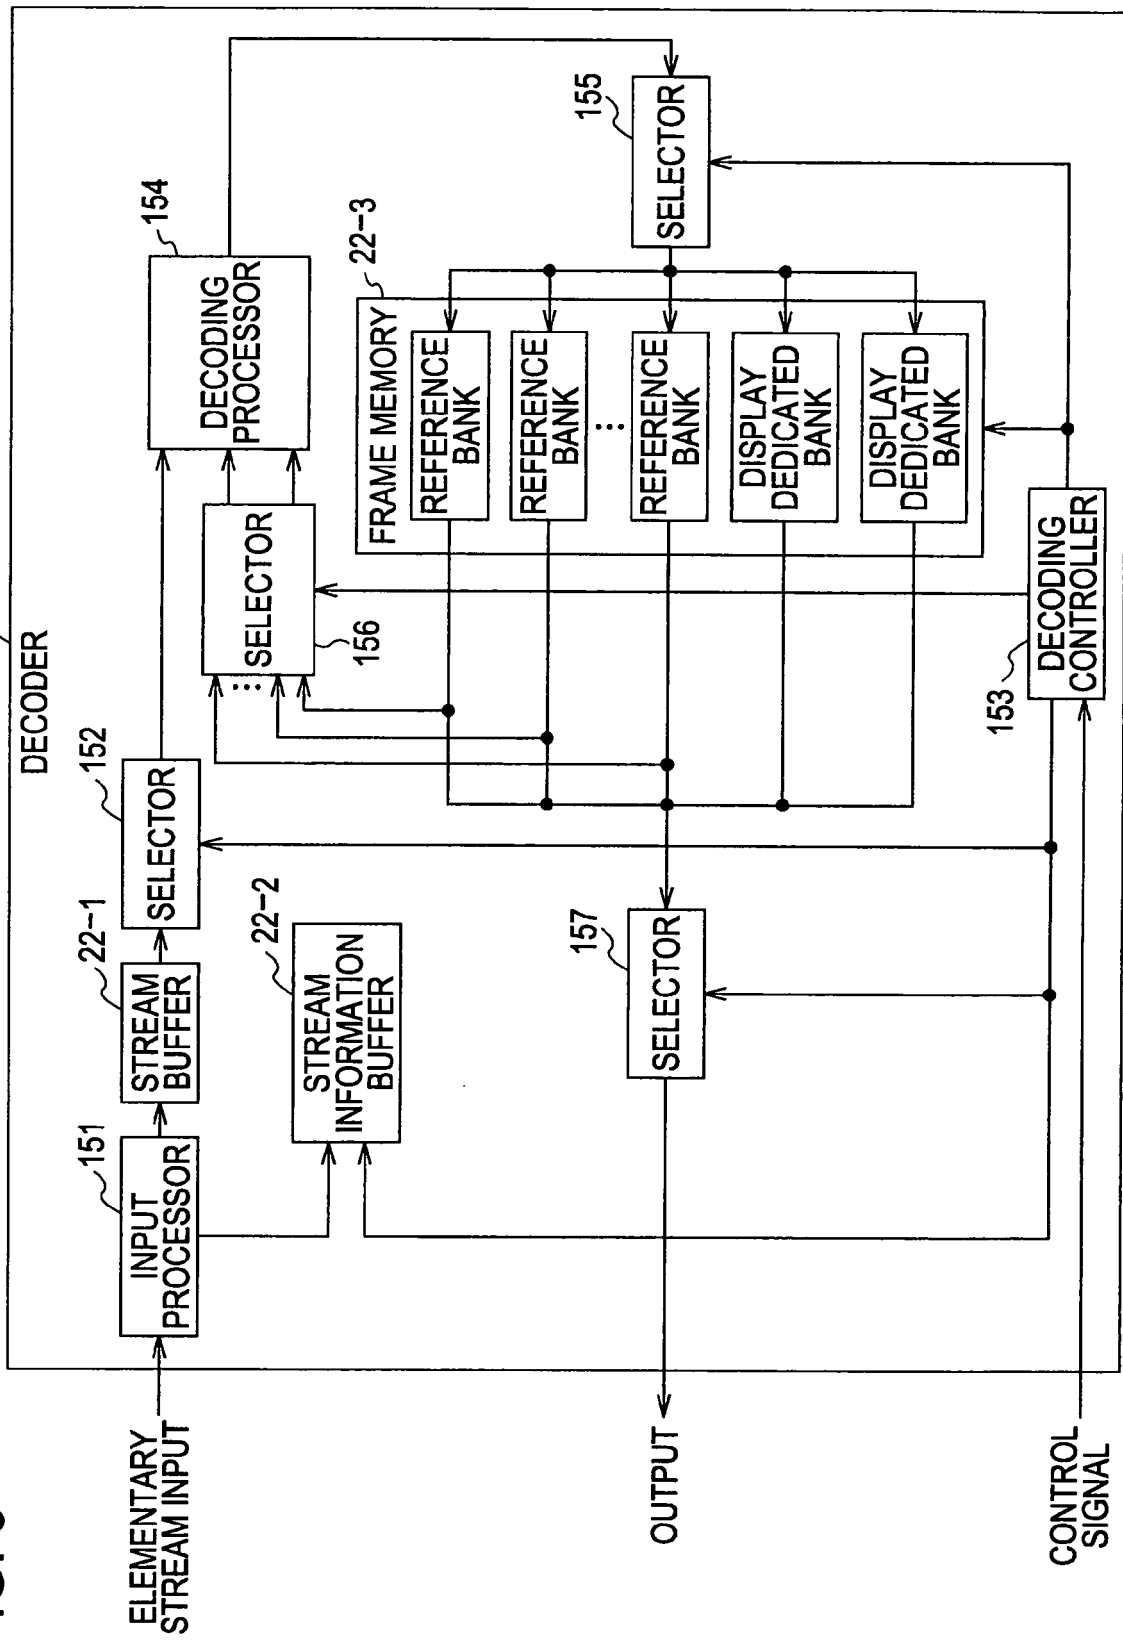 DECODER
ELEMENTARY
STREAM INPUT
INPUT
PROCESSOR
151
STREAM
BUFFER
22-1
SELECTOR
152
DECODING
PROCESSOR
154
STREAM
INFORMATION
BUFFER
22-2
SELECTOR
156
FRAME MEMORY
22-3
REFERENCE
BANK
REFERENCE
BANK
...
REFERENCE
BANK
DISPLAY
DEDICATED
BANK
DISPLAY
DEDICATED
BANK
SELECTOR
155
OUTPUT
SELECTOR
157
CONTROL
SIGNAL
DECODING
CONTROLLER
153